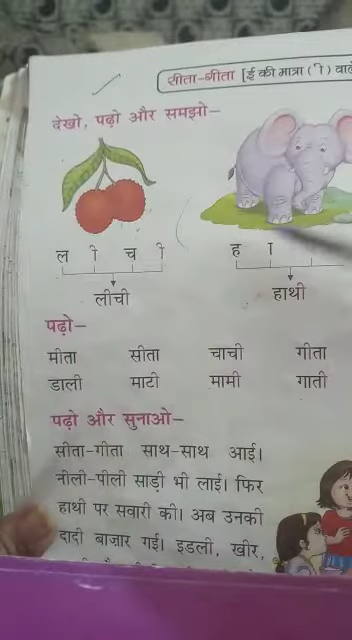 सीता-गीता [ई की मात्रा ( ी )
देखो, पढ़ो और समझो—
ल ी च ी
ह ा
लीची
हाथी
पढ़ो—
मीता सीता चाची गीता
डाली माटी मामी गाती
पढ़ो और सुनाओ—
सीता-गीता साथ-साथ आई।
नीली-पीली साड़ी भी लाई। फिर
हाथी पर सवारी की। अब उनकी
दादी बाजार गई। इडली, खीर,